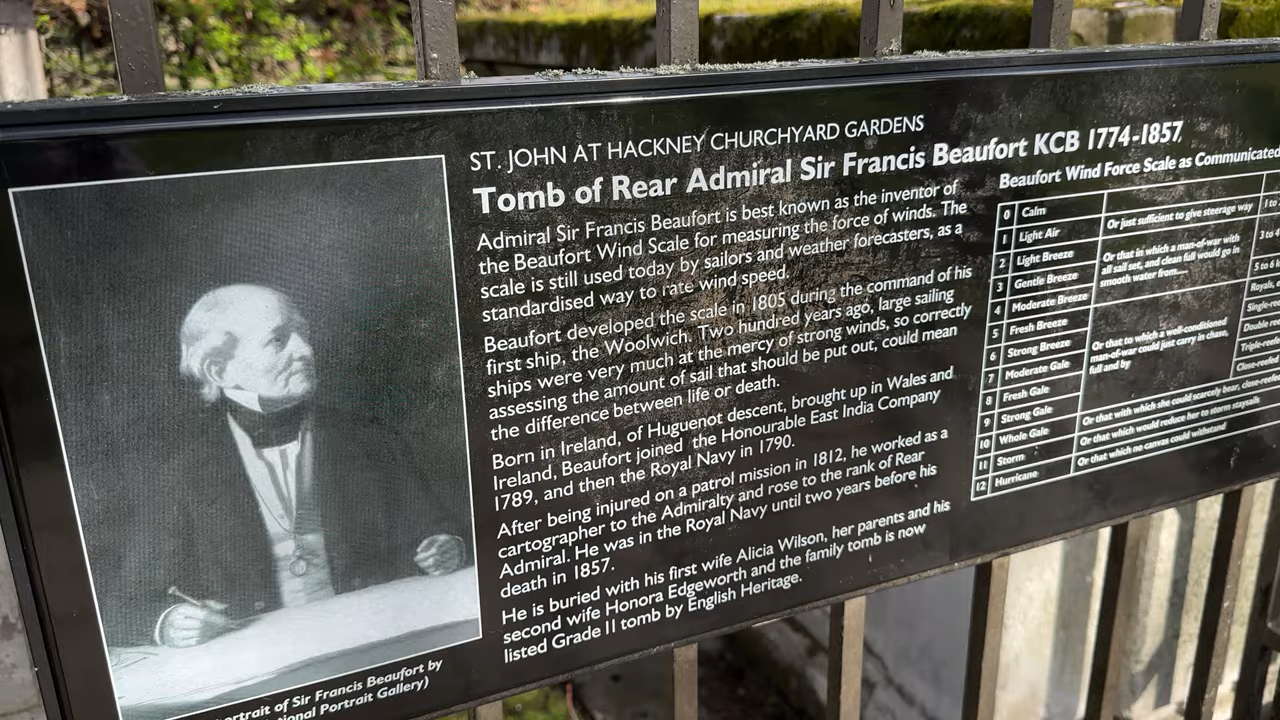 ST. JOHN AT HACKNEY CHURCHYARD GARDENS
Tomb of Rear Admiral Sir Francis Beaufort KCB 1774-1857
Admiral Sir Francis Beaufort is best known as the inventor of
the Beaufort Wind Scale for measuring the force of winds. The
scale is still used today by sailors and weather forecasters, as a
standardised way to rate wind speed.
Beaufort developed the scale in 1805 during the command of his
first ship, the Woolwich. Two hundred years ago, large sailing
ships were very much at the mercy of strong winds, so correctly
assessing the amount of sail that should be put out, could mean
the difference between life or death.
Born in Ireland, of Huguenot descent, brought up in Wales and
Ireland, Beaufort joined the Honourable East India Company
1789, and then the Royal Navy in 1790.
After being injured on a patrol mission in 1812, he worked as a
cartographer to the Admiralty and rose to the rank of Rear
Admiral. He was in the Royal Navy until two years before his
death in 1857.
He is buried with his first wife Alicia Wilson, her parents and his
second wife Honora Edgeworth and the family tomb is now
listed Grade II tomb by English Heritage.
Portrait of Sir Francis Beaufort by
National Portrait Gallery)
Beaufort Wind Force Scale as Communicated
0 Calm
1 Light Air Or just sufficient to give steerage way
2 Light Breeze
3 Gentle Breeze
4 Moderate Breeze
Or that in which a man-of-war with
all sail set, and clean full would go in
smooth water from.....
1 to
3 to 4
5 to 6
5 Fresh Breeze
6 Strong Breeze
7 Moderate Gale
8 Fresh Gale
9 Strong Gale
Or that to which a well-conditioned
man-of-war could just carry in chase,
full and by
Royals,
Single-
Double
Triple-reefed
Close-reefed
10 Whole Gale Or that with which she could scarcely bear, close-reefed
11 Storm Or that which would reduce her to storm staysails
12 Hurricane Or that which no canvas could withstand